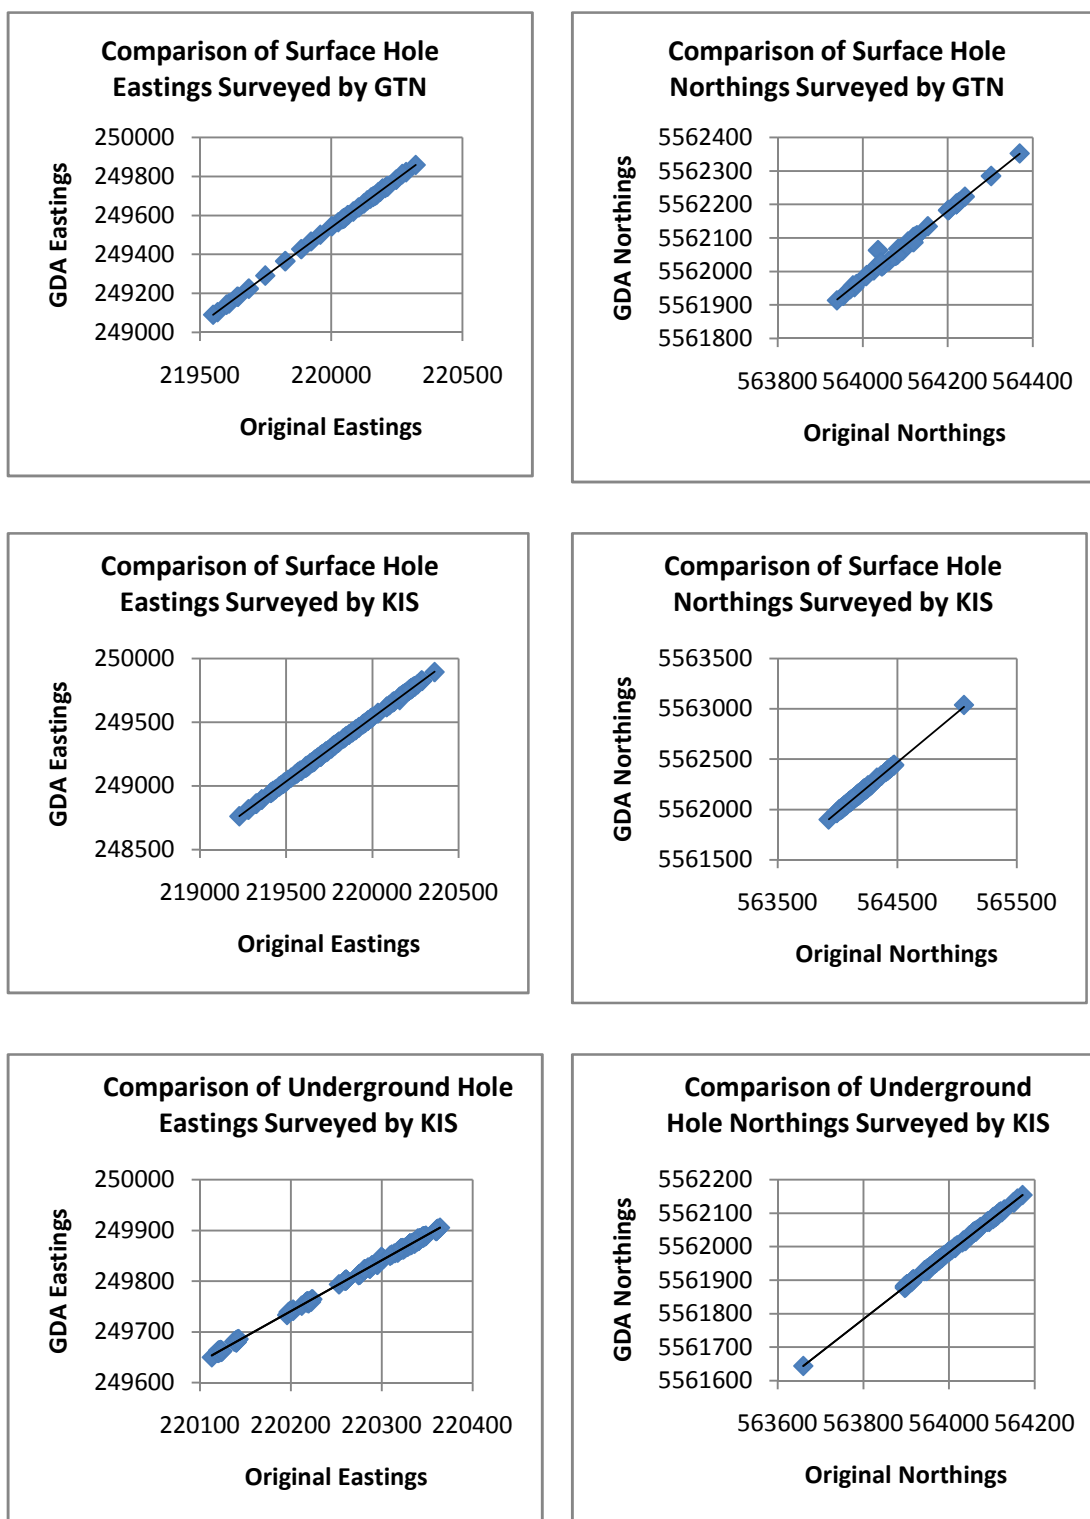 Comparison of Surface Hole
Eastings Surveyed by GTN
GDA Eastings
250000
249800
249600
249400
249200
249000
219500 220000 220500
Original Eastings
Comparison of Surface Hole
Northings Surveyed by GTN
GDA Northings
5562400
5562300
5562200
5562100
5562000
5561900
5561800
563800 564000 564200 564400
Original Northings
Comparison of Surface Hole
Eastings Surveyed by KIS
GDA Eastings
250000
249500
249000
248500
219000 219500 220000 220500
Original Eastings
Comparison of Surface Hole
Northings Surveyed by KIS
GDA Northings
5563500
5563000
5562500
5562000
5561500
563500 564500 565500
Original Northings
Comparison of Underground Hole
Eastings Surveyed by KIS
GDA Eastings
250000
249900
249800
249700
249600
220100 220200 220300 220400
Original Eastings
Comparison of Underground
Hole Northings Surveyed by KIS
GDA Northings
5562200
5562100
5562000
5561900
5561800
5561700
5561600
563600 563800 564000 564200
Original Northings